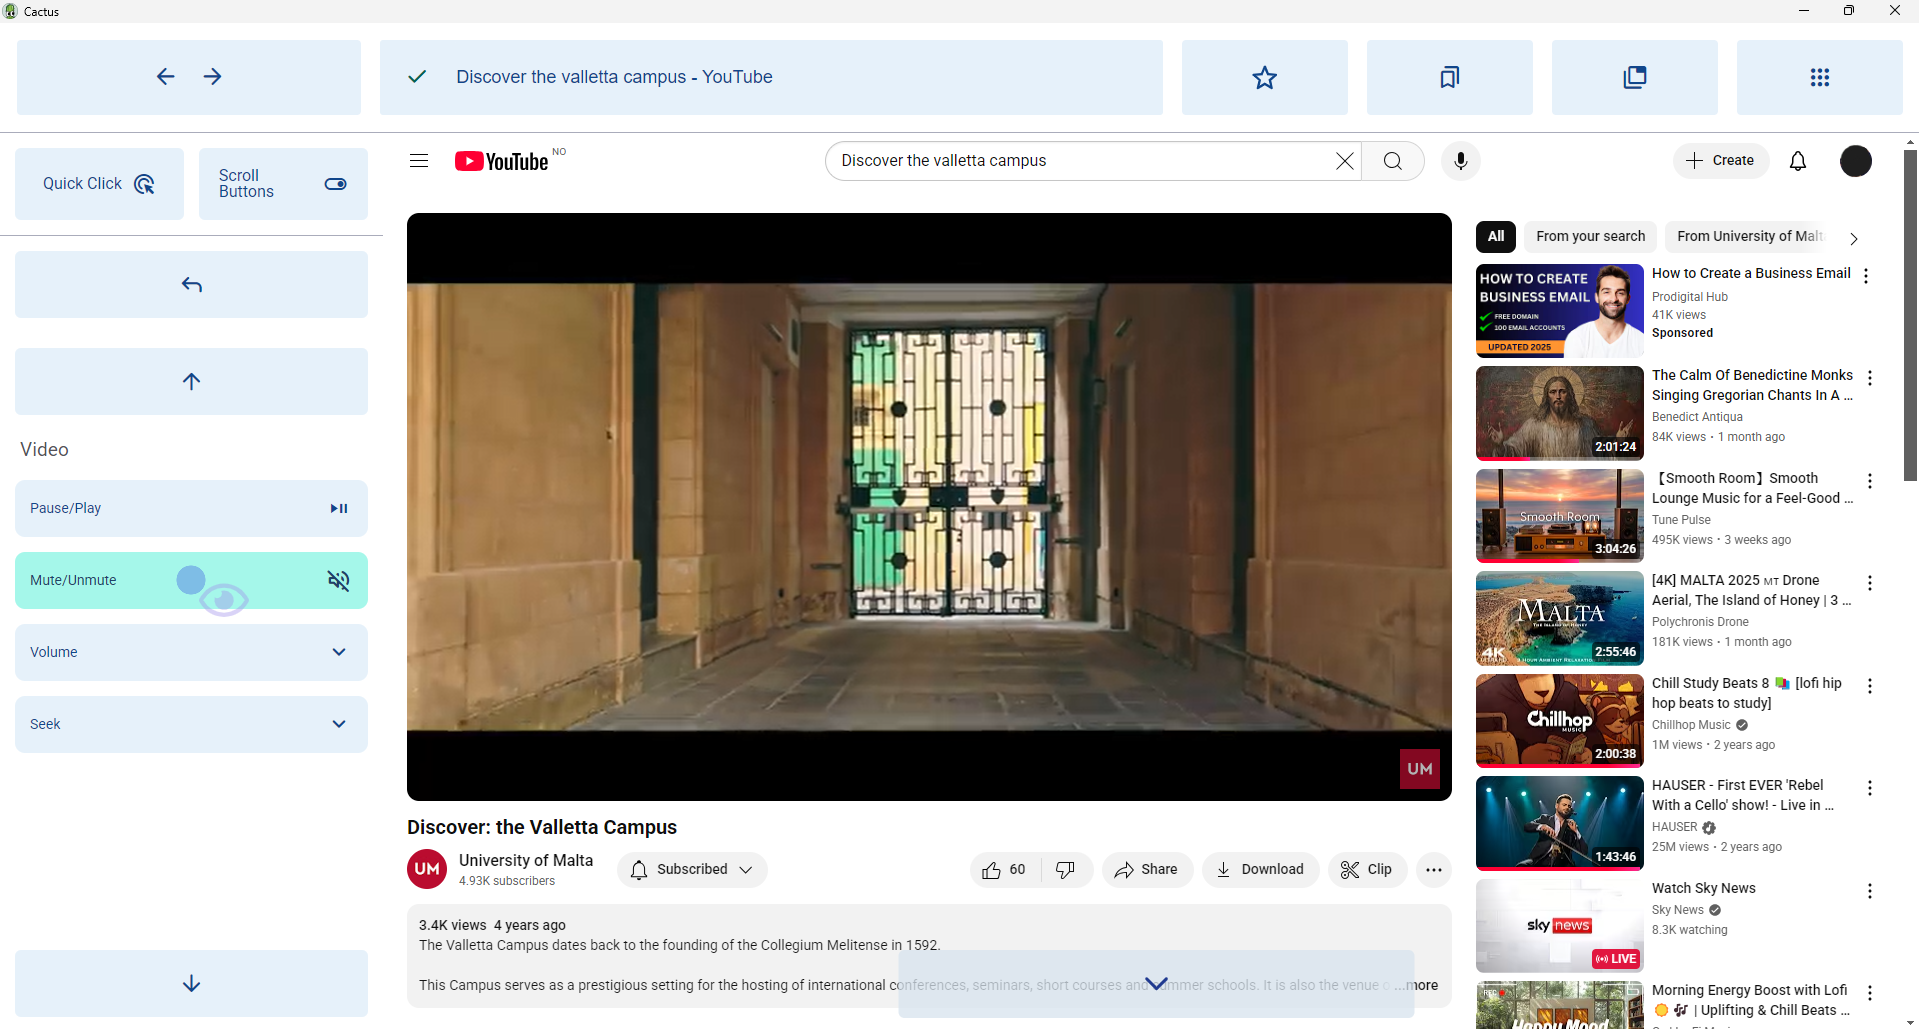 Cactus
Discover the valletta campus - YouTube
Quick Click
Scroll
Buttons
Video
Pause/Play
Mute/Unmute
Volume
Seek
YouTube NO
Discover the valletta campus
Create
UM
Discover: the Valletta Campus
UM
University of Malta
4.93K subscribers
Subscribed
60
Share
Download
Clip
3.4K views 4 years ago
The Valletta Campus dates back to the founding of the Collegium Melitense in 1592.
This Campus serves as a prestigious setting for the hosting of international conferences, seminars, short courses and summer schools. It is also the venue o ...more
All
From your search
From University of Malt
HOW TO CREATE
BUSINESS EMAIL
FREE DOMAIN
100 EMAIL ACCOUNTS
UPDATED 2025
How to Create a Business Email
Prodigital Hub
41K views
Sponsored
2:01:24
The Calm Of Benedictine Monks
Singing Gregorian Chants In A ...
Benedict Antiqua
84K views • 1 month ago
Smooth Room
3:04:26
【Smooth Room】Smooth
Lounge Music for a Feel-Good ...
Tune Pulse
495K views • 3 weeks ago
MALTA
THE ISLAND OF HONEY
4K
3 HOUR AMBIENT RELAXATION
2:55:46
[4K] MALTA 2025 MT Drone
Aerial, The Island of Honey | 3 ...
Polychronis Drone
181K views • 1 month ago
Chillhop
MUSIC
2:00:38
Chill Study Beats 8 📚 [lofi hip
hop beats to study]
Chillhop Music
1M views • 2 years ago
1:43:46
HAUSER - First EVER 'Rebel
With a Cello' show! - Live in ...
HAUSER
25M views • 2 years ago
sky news
LIVE
Watch Sky News
Sky News
8.3K watching
REC
Happy Mood
Morning Energy Boost with Lofi
🌞 🎶 | Uplifting & Chill Beats ...